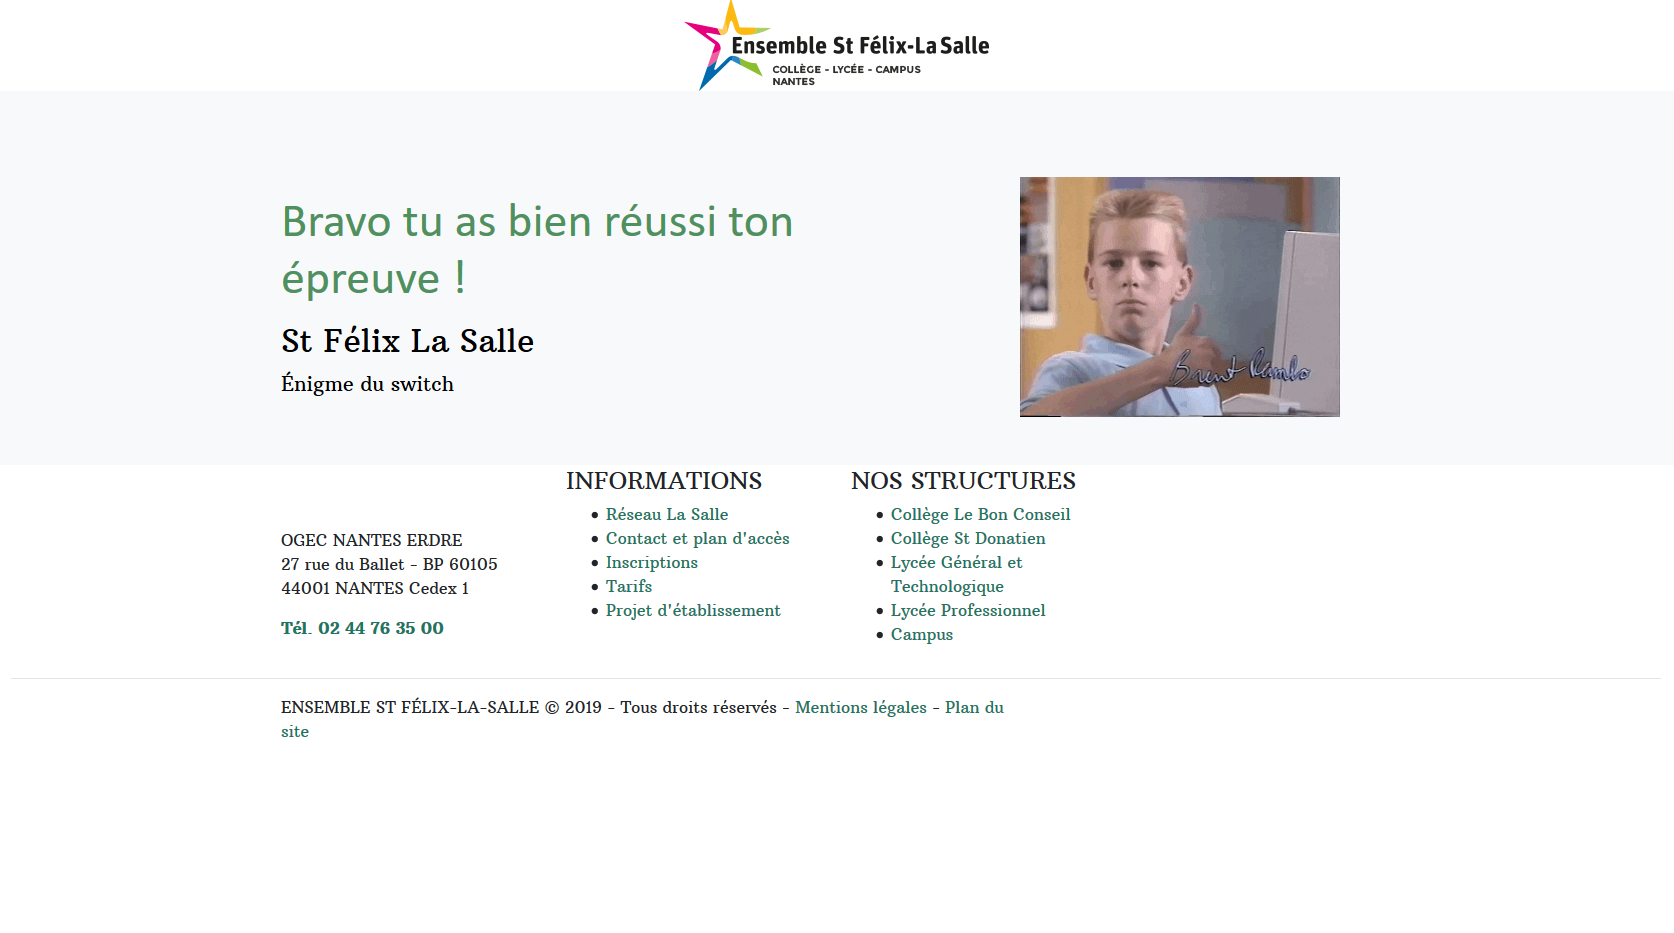 Ensemble St Félix-La Salle
COLLÈGE - LYCÉE - CAMPUS
NANTES
Bravo tu as bien réussi ton
épreuve !
St Félix La Salle
Énigme du switch
Brent Rambo
OGEC NANTES ERDRE
27 rue du Ballet - BP 60105
44001 NANTES Cedex 1
Tél. 02 44 76 35 00
INFORMATIONS
Réseau La Salle
Contact et plan d'accès
Inscriptions
Tarifs
Projet d'établissement
NOS STRUCTURES
Collège Le Bon Conseil
Collège St Donatien
Lycée Général et
Technologique
Lycée Professionnel
Campus
ENSEMBLE ST FÉLIX-LA-SALLE © 2019 - Tous droits réservés - Mentions légales - Plan du
site